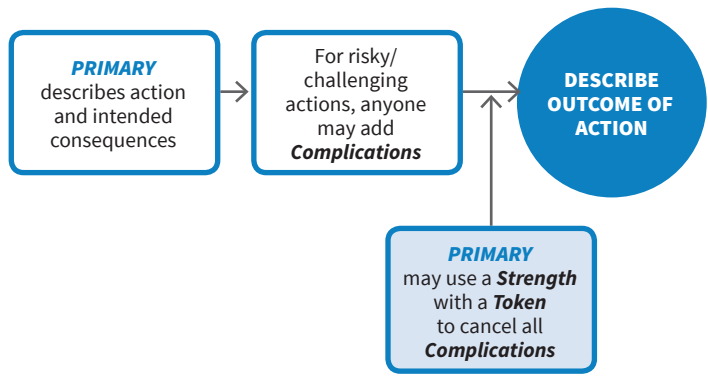 PRIMARY
describes action
and intended
consequences
For risky/
challenging
actions, anyone
may add
Complications
DESCRIBE
OUTCOME OF
ACTION
PRIMARY
may use a Strength
with a Token
to cancel all
Complications